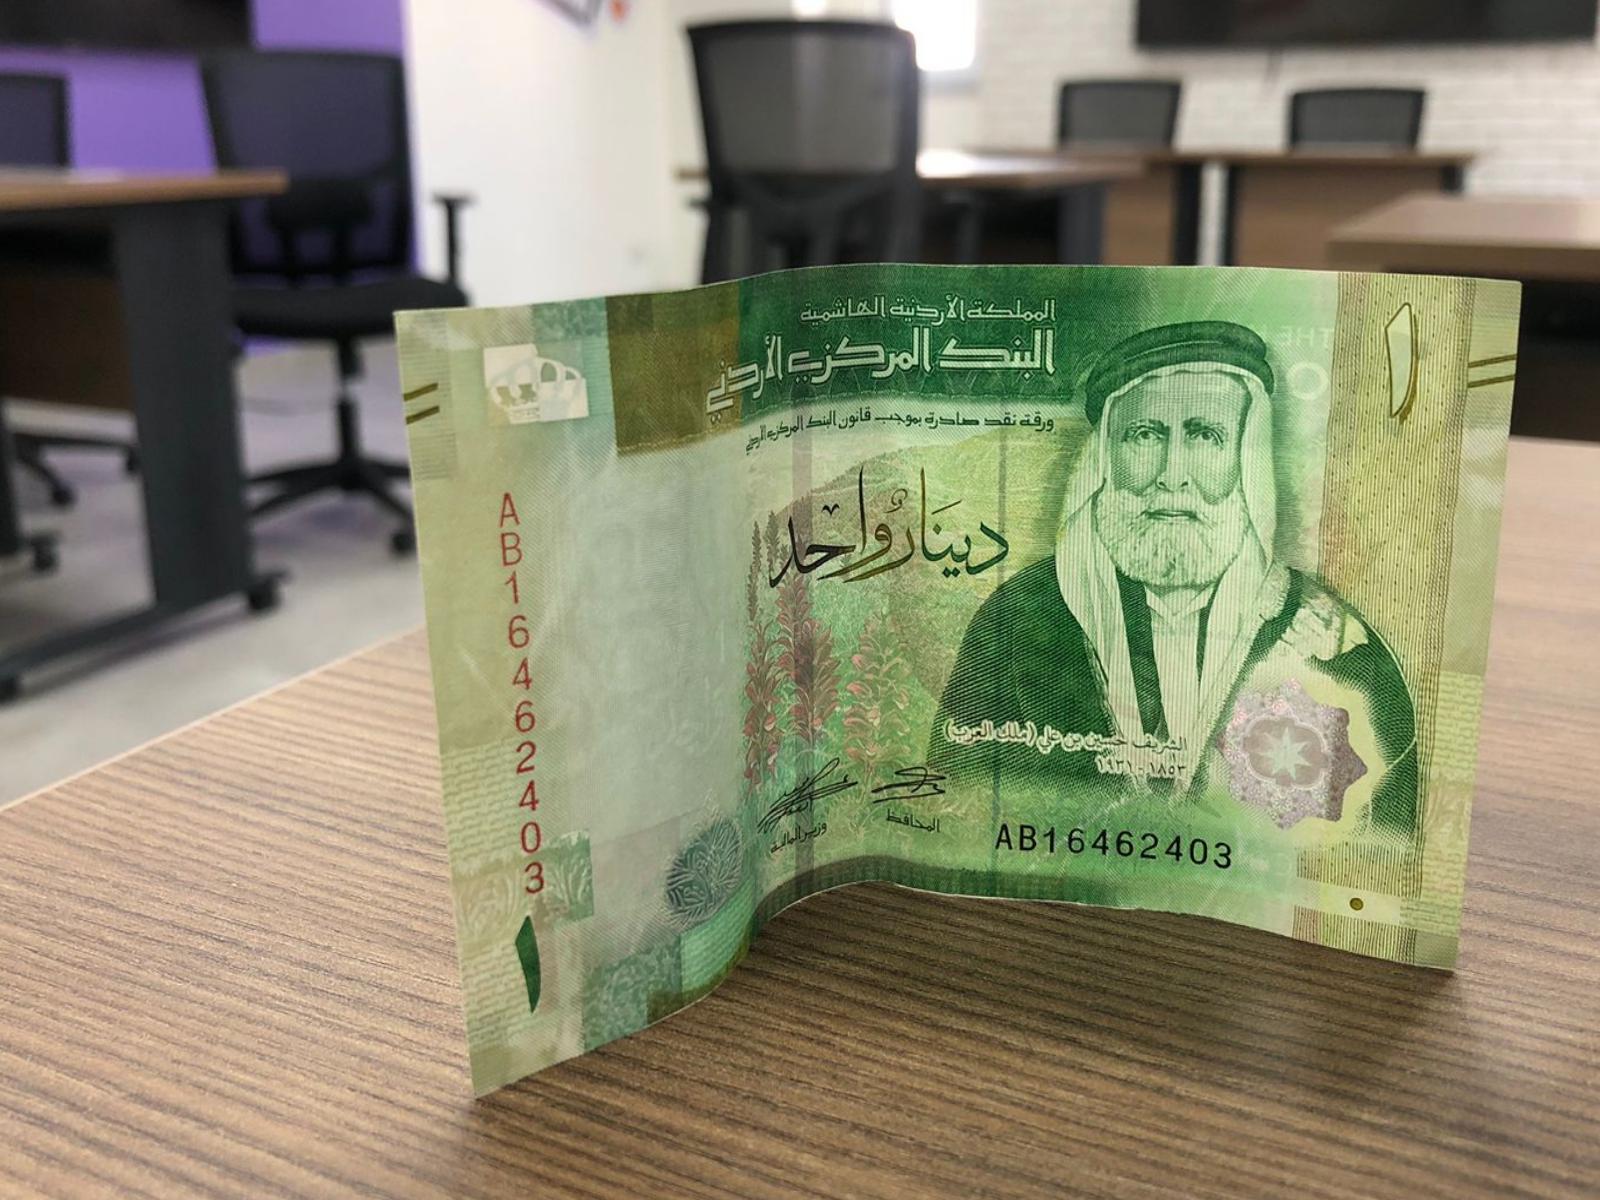 المملكة الأردنية الهاشمية
البنك المركزي الأردني
ورقة نقد صادرة بموجب قانون البنك المركزي الأردني
دينار واحد
١
الشريف حسين بن علي (ملك العرب)
١٨٥٣ - ١٩٣١
المحافظ
وزير المالية
AB16462403
AB16462403
١